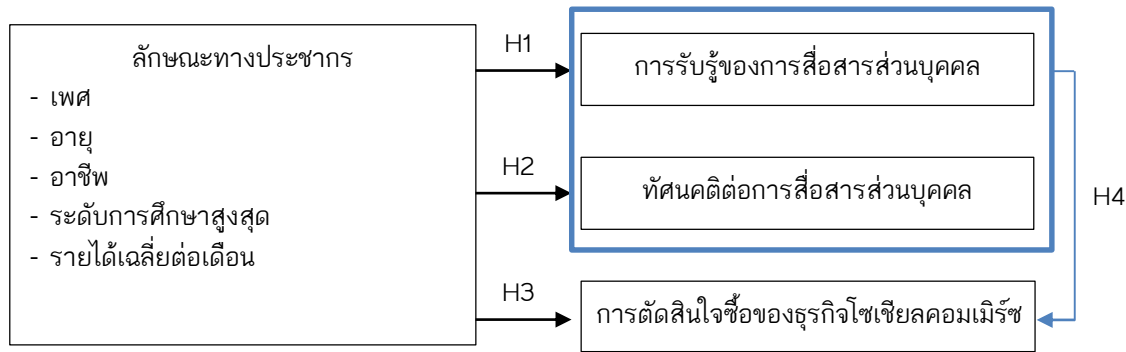 ลักษณะทางประชากร
- เพศ
- อายุ
- อาชีพ
- ระดับการศึกษาสูงสุด
- รายได้เฉลี่ยต่อเดือน
H1
การรับรู้ของการสื่อสารส่วนบุคคล
H2
ทัศนคติต่อการสื่อสารส่วนบุคคล
H4
H3
การตัดสินใจซื้อของธุรกิจโซเชียลคอมเมิร์ซ